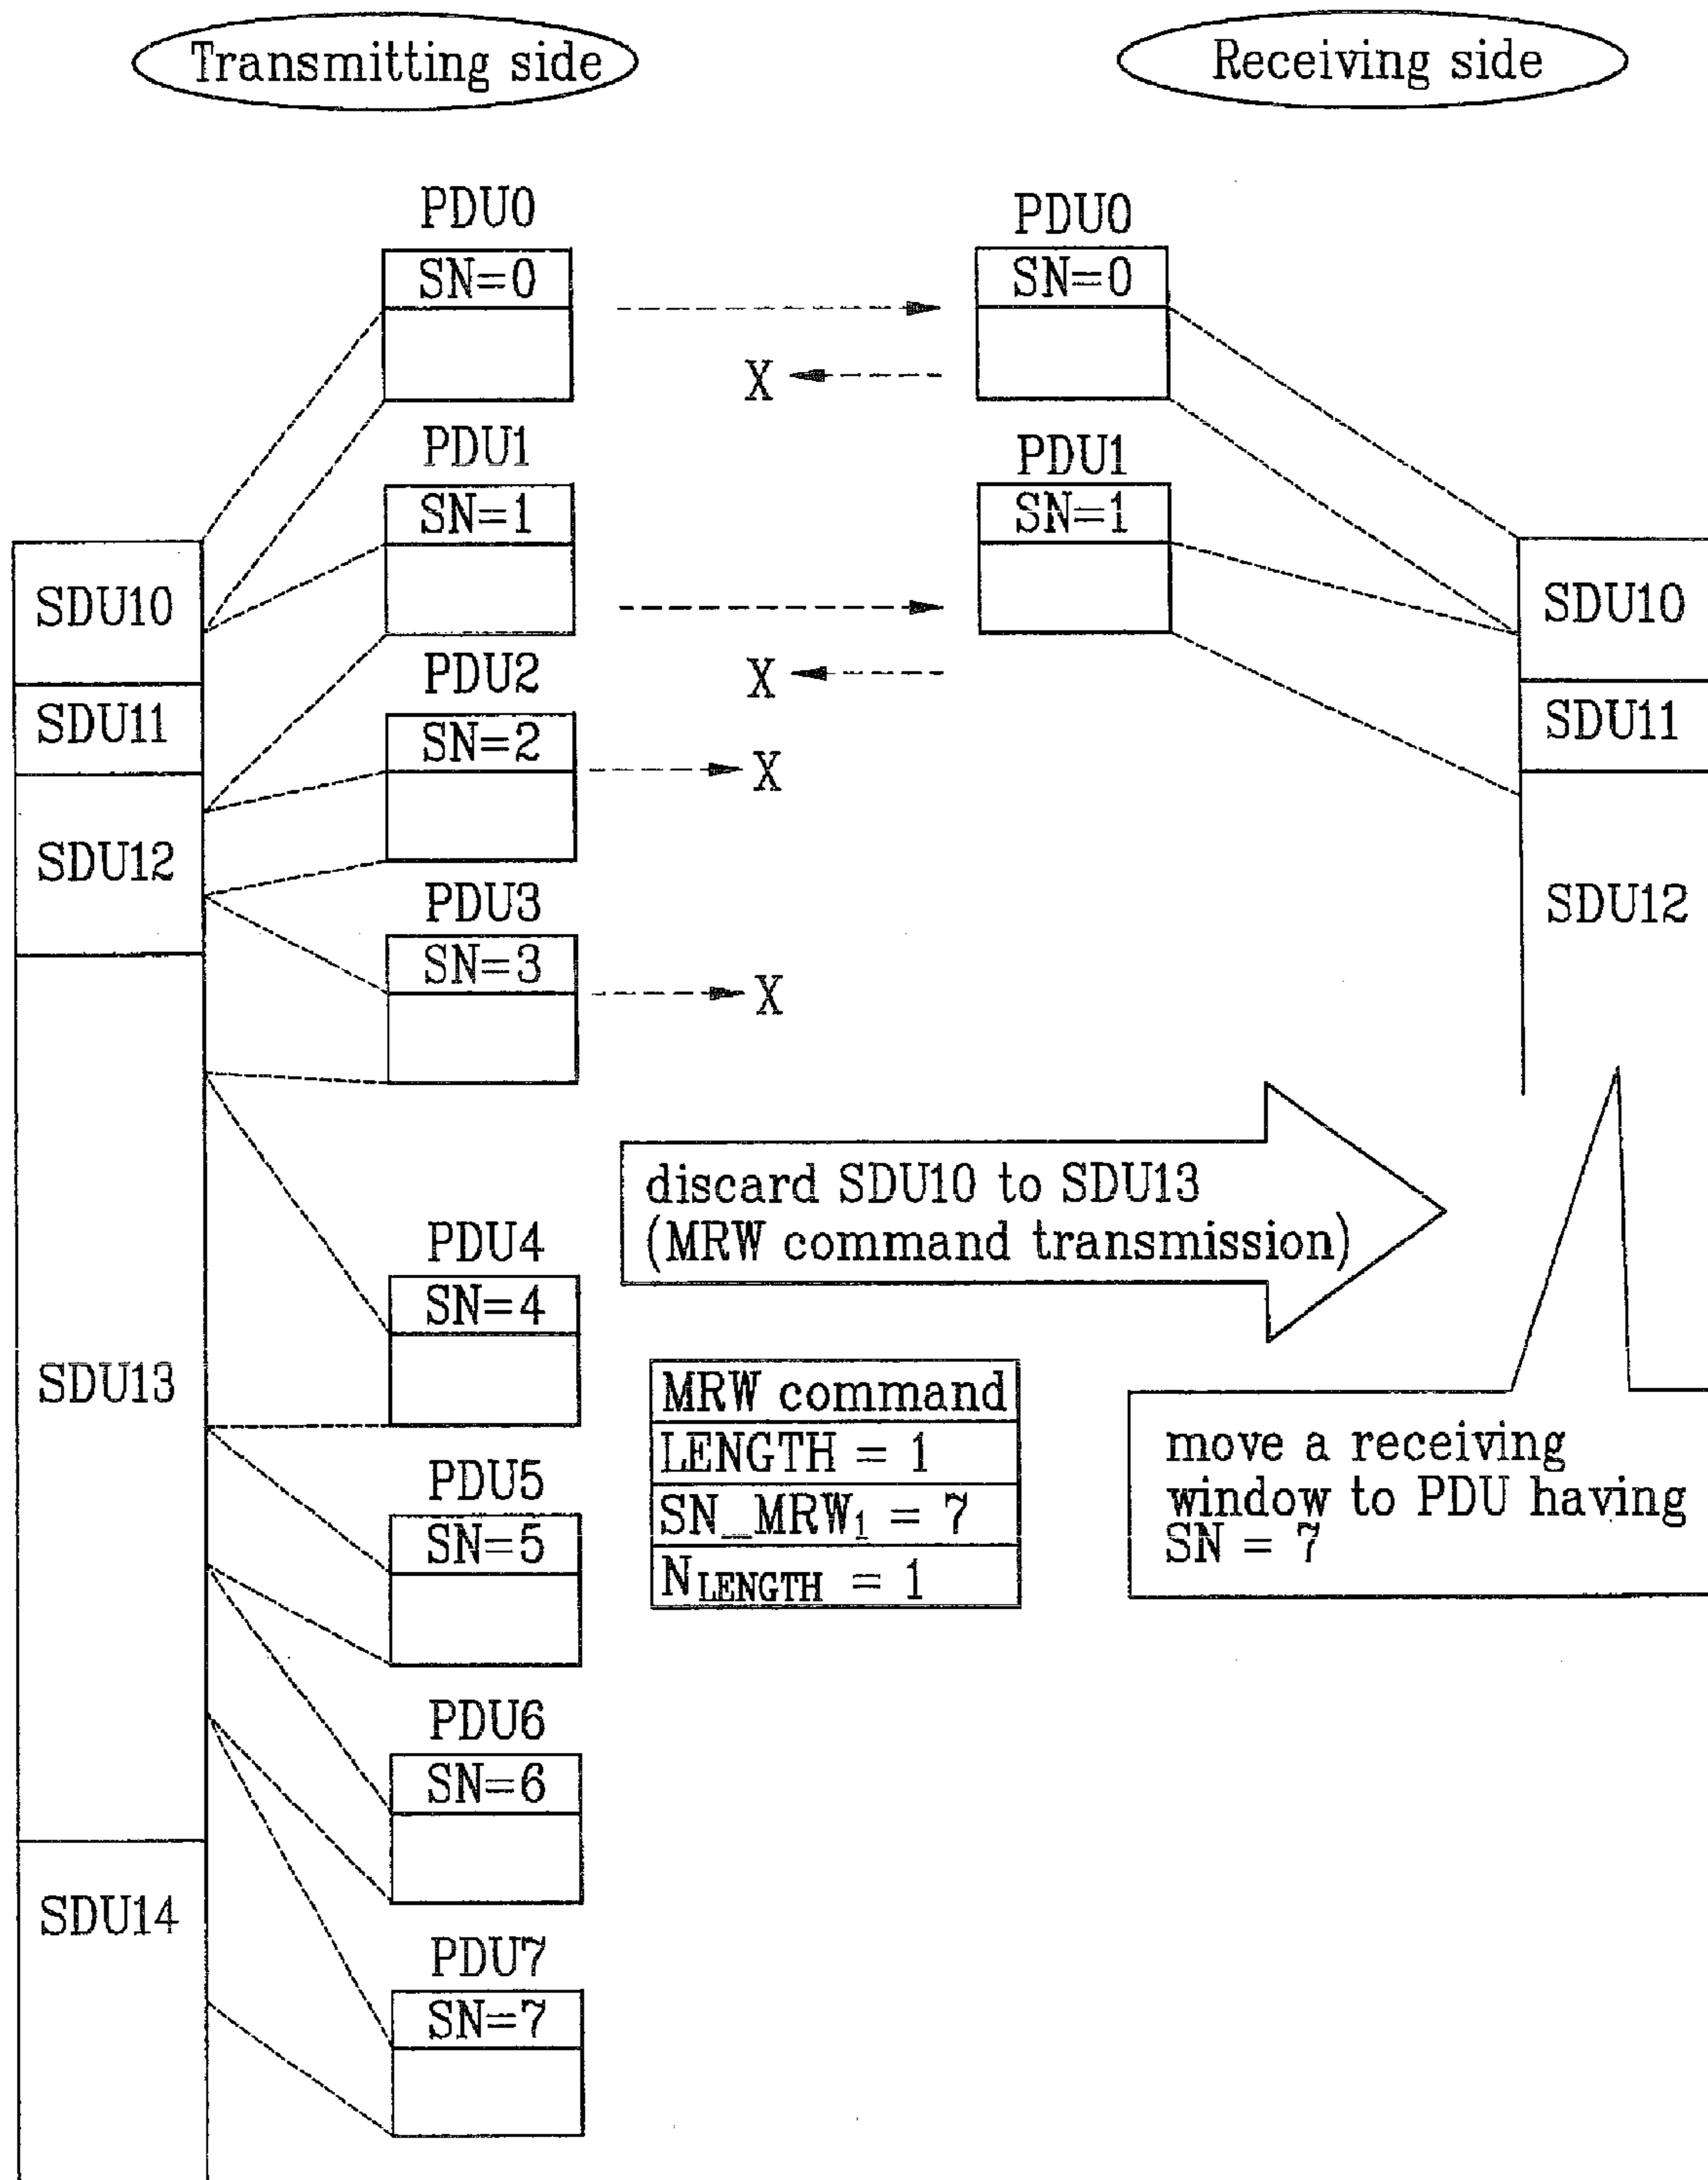 Transmitting side
Receiving side
PDU0
SN=0
PDU0
SN=0
X
PDU1
SN=1
PDU1
SN=1
SDU10
SDU10
X
PDU2
SN=2
SDU11
SDU11
X
SDU12
PDU3
SN=3
SDU12
X
discard SDU10 to SDU13
(MRW command transmission)
PDU4
SN=4
SDU13
MRW command
LENGTH = 1
SN_MRW₁ = 7
N LENGTH = 1
move a receiving
window to PDU having
SN = 7
PDU5
SN=5
PDU6
SN=6
SDU14
PDU7
SN=7